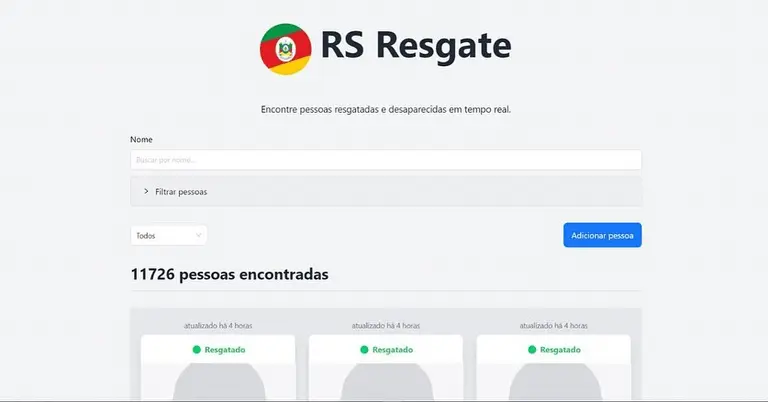 RS Resgate
Encontre pessoas resgatadas e desaparecidas em tempo real.
Nome
Buscar por nome...
Filtrar pessoas
Todos
Adicionar pessoa
11726 pessoas encontradas
atualizado há 4 horas atualizado há 4 horas atualizado há 4 horas
Resgatado Resgatado Resgatado